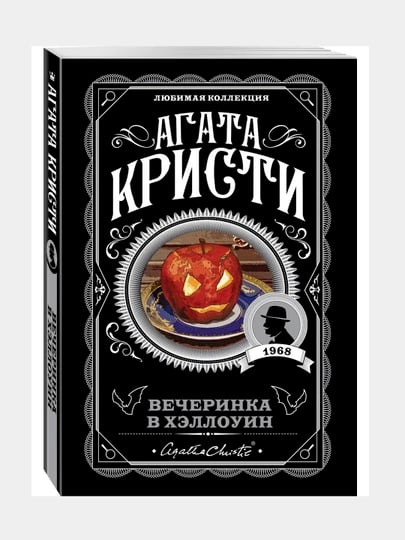 ЛЮБИМАЯ КОЛЛЕКЦИЯ
АГАТА
КРИСТИ
1968
ВЕЧЕРИНКА
В ХЭЛЛОУИН
Agatha Christie
АГАТА КРИСТИ
ВЕЧЕРИНКА
В ХЭЛЛОУИН